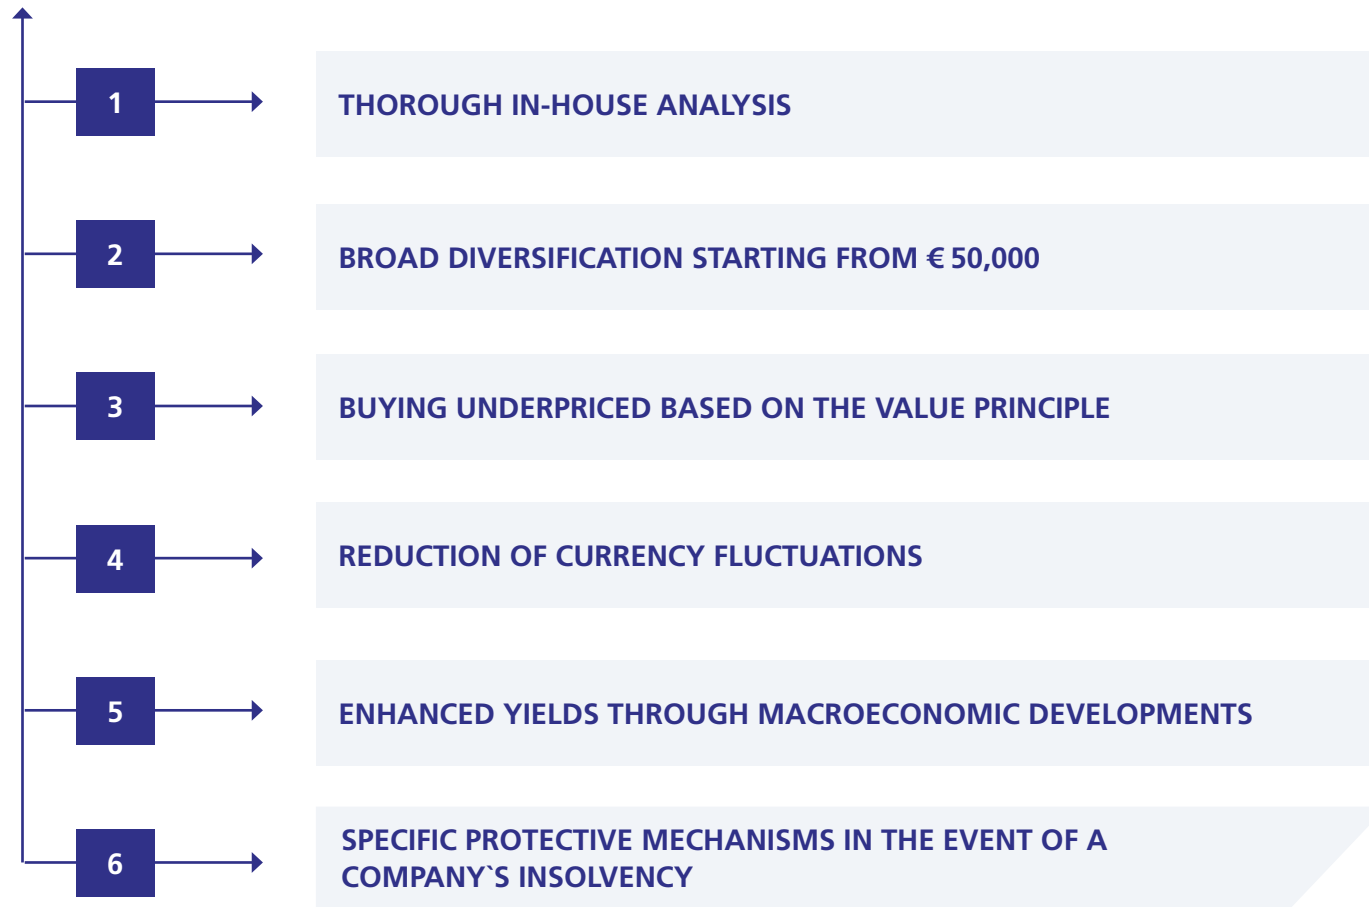 1
THOROUGH IN-HOUSE ANALYSIS
2
BROAD DIVERSIFICATION STARTING FROM € 50,000
3
BUYING UNDERPRICED BASED ON THE VALUE PRINCIPLE
4
REDUCTION OF CURRENCY FLUCTUATIONS
5
ENHANCED YIELDS THROUGH MACROECONOMIC DEVELOPMENTS
6
SPECIFIC PROTECTIVE MECHANISMS IN THE EVENT OF A
COMPANY`S INSOLVENCY